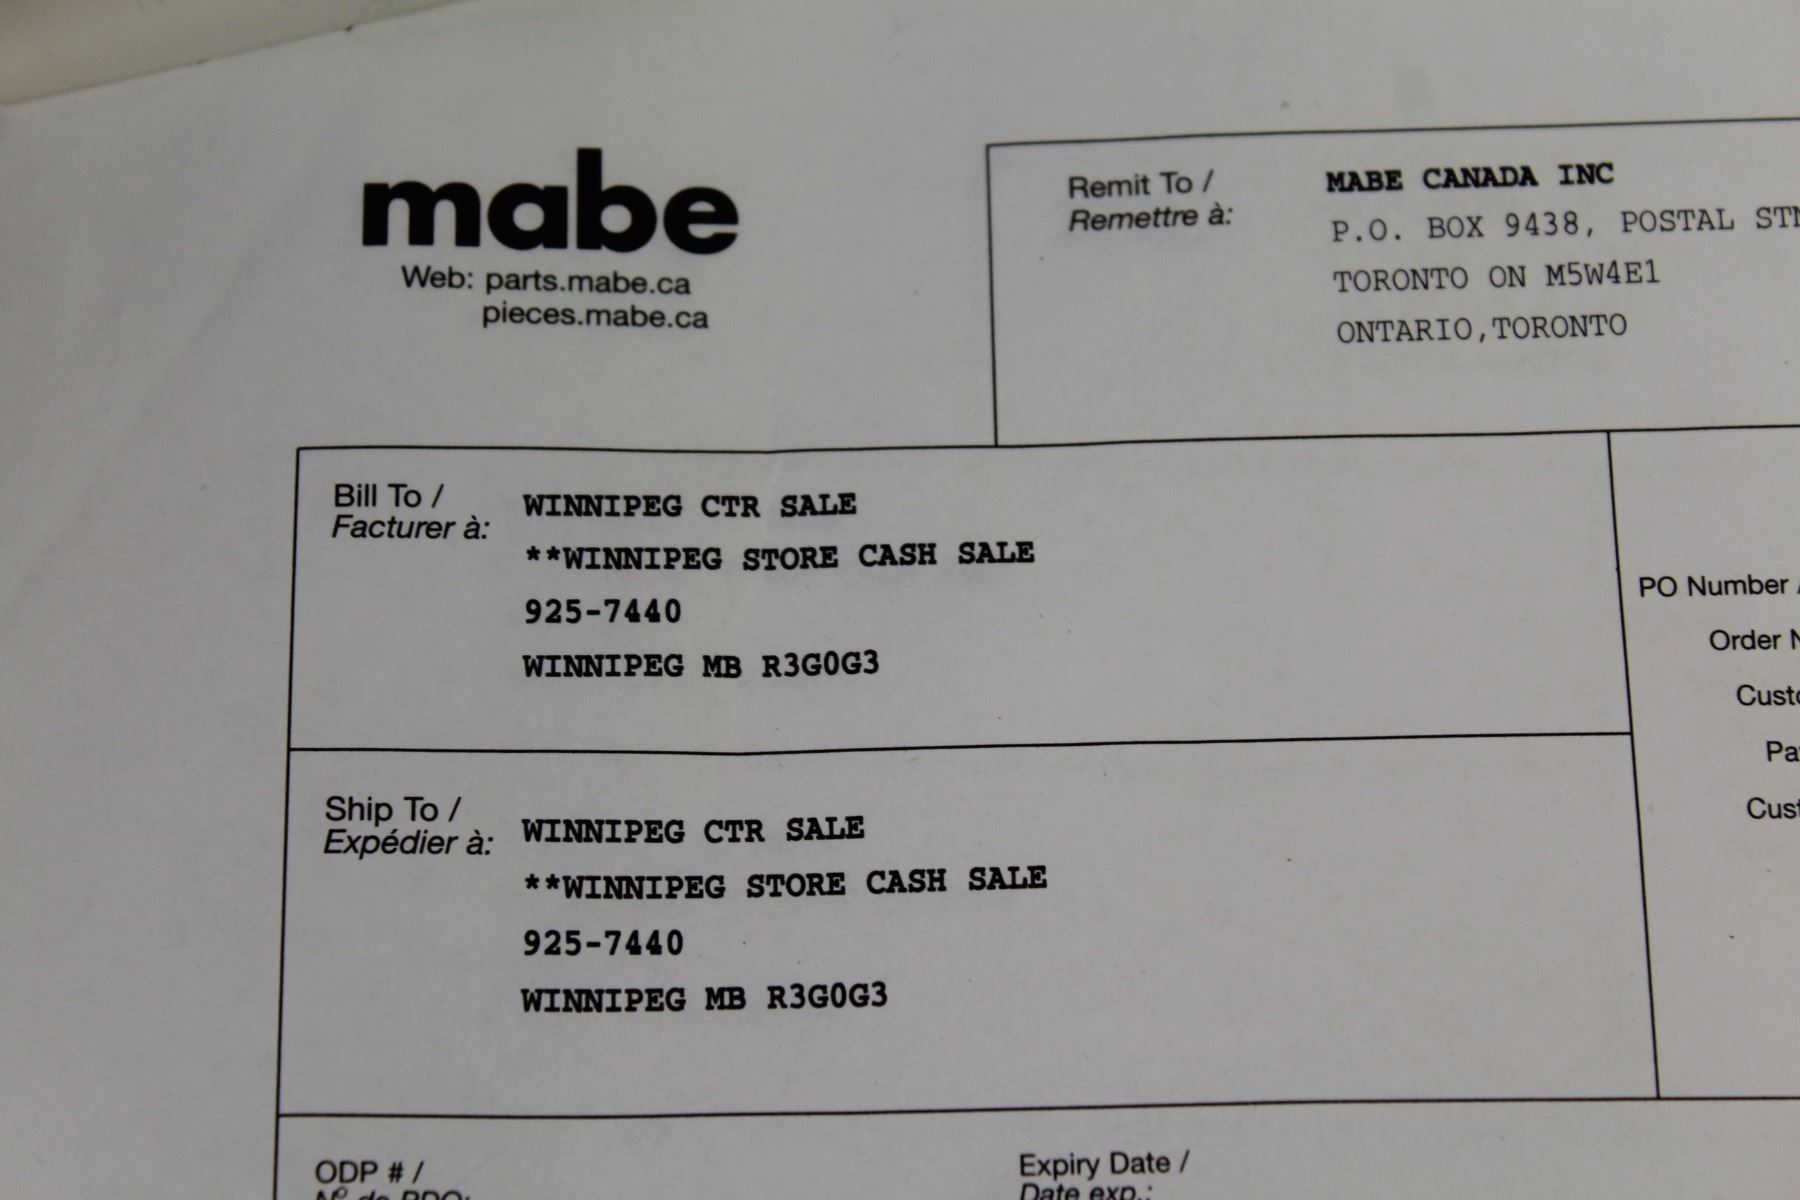 mabe
Web: parts.mabe.ca
pieces.mabe.ca
Remit To /
Remettre à:
MABE CANADA INC
P.O. BOX 9438, POSTAL
TORONTO ON M5W4E1
ONTARIO,TORONTO
Bill To /
Facturer à:
WINNIPEG CTR SALE
**WINNIPEG STORE CASH SALE
925-7440
WINNIPEG MB R3G0G3
PO Number /
Order
Ship To /
Expédier à:
WINNIPEG CTR SALE
**WINNIPEG STORE CASH SALE
925-7440
WINNIPEG MB R3G0G3
ODP # /
Expiry Date /
Date exp.: